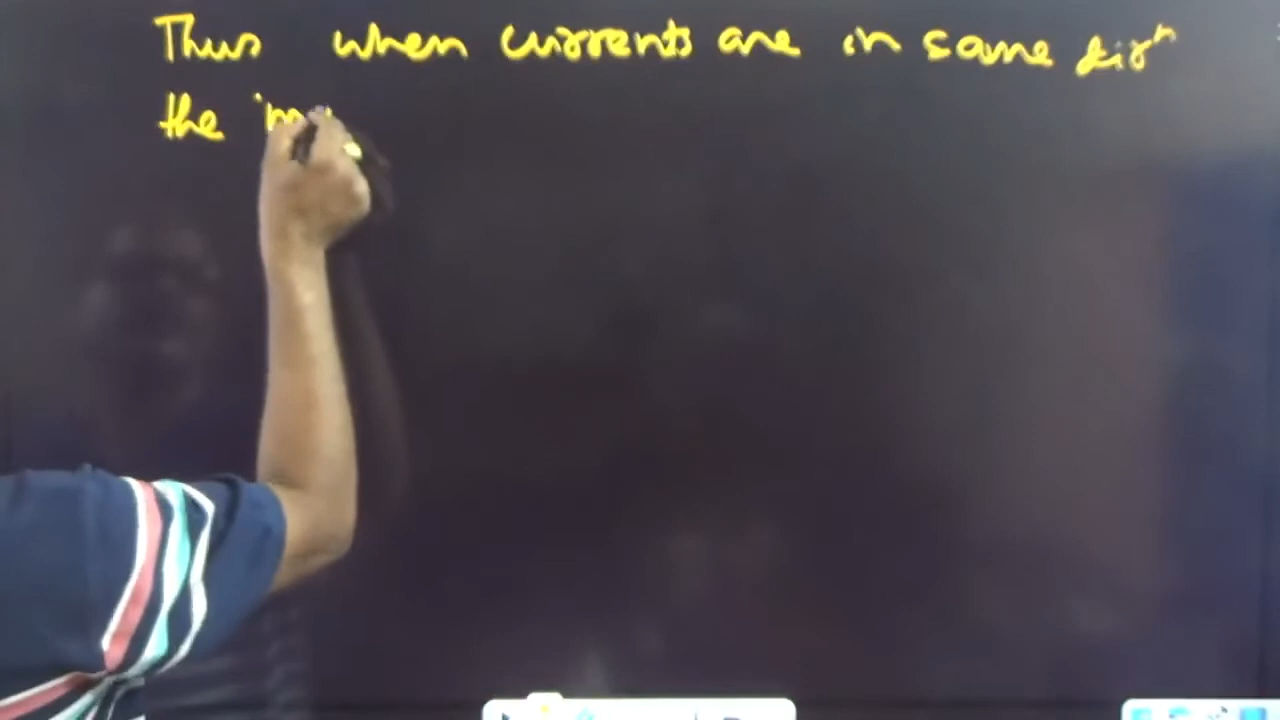 Thus when currents are in same dirⁿ
the